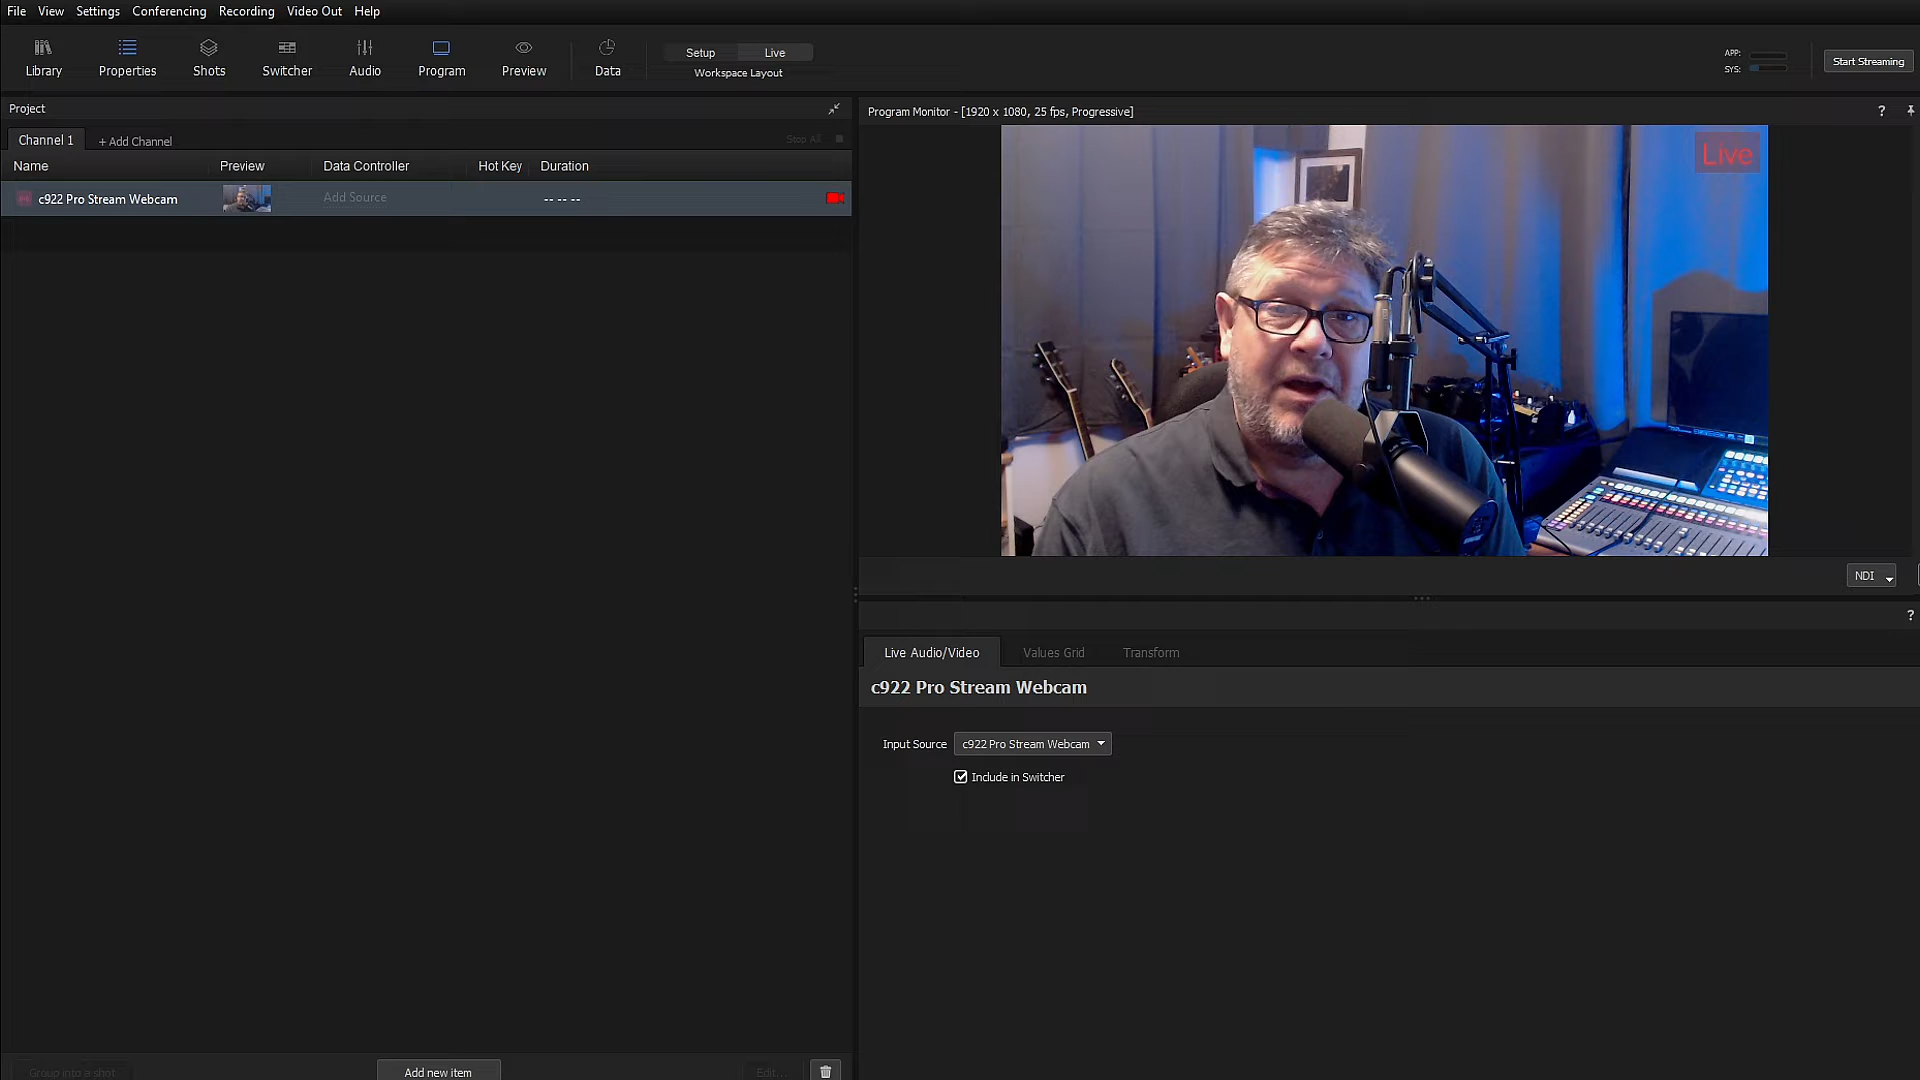 File View Settings Conferencing Recording Video Out Help
Library Properties Shots Switcher Audio Program Preview Data
Setup Live
Workspace Layout
APP:
SYS:
Start Streaming
Project
Channel 1 + Add Channel Stop All
Name Preview Data Controller Hot Key Duration
c922 Pro Stream Webcam Add Source -- -- --
Program Monitor - [1920 x 1080, 25 fps, Progressive] ?
Live
NDI
?
Live Audio/Video Values Grid Transform
c922 Pro Stream Webcam
Input Source c922 Pro Stream Webcam
Include in Switcher
Group into a shot Add new item Edit...